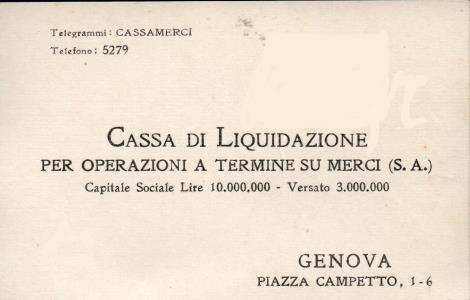 Telegrammi: CASSAMERCI
Telefono: 5279
CASSA DI LIQUIDAZIONE
PER OPERAZIONI A TERMINE SU MERCI (S. A.)
Capitale Sociale Lire 10.000.000 - Versato 3.000.000
GENOVA
PIAZZA CAMPETTO, 1-6